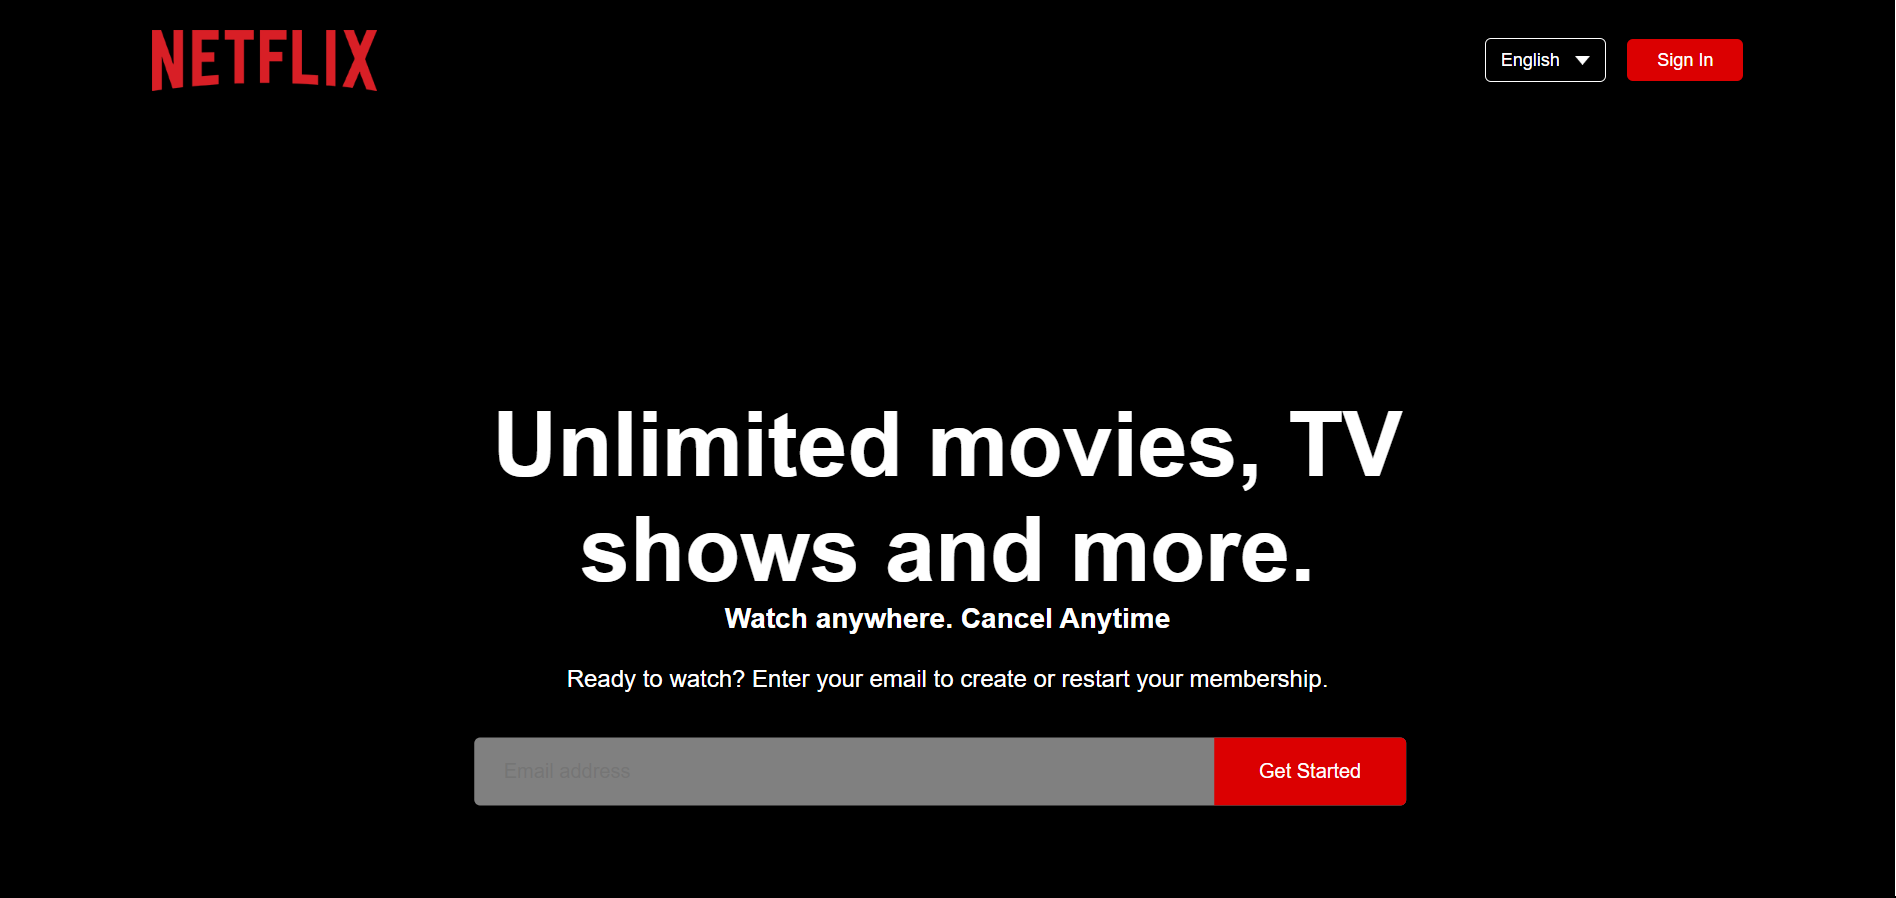 NETFLIX
English
Sign In
Unlimited movies, TV
shows and more.
Watch anywhere. Cancel Anytime
Ready to watch? Enter your email to create or restart your membership.
Email address
Get Started